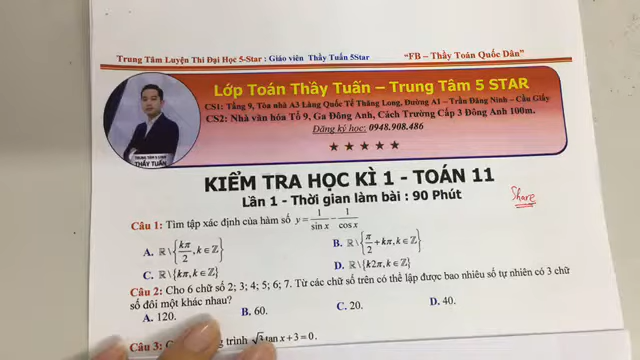 Trung Tâm Luyện Thi Đại Học 5-Star : Giáo viên Thầy Tuấn 5Star "FB – Thầy Toán Quốc Dân"
Lớp Toán Thầy Tuấn – Trung Tâm 5 STAR
CS1: Tầng 9, Tòa nhà A3 Làng Quốc Tế Thăng Long, Đường A1 – Trần Đăng Ninh – Cầu Giấy
CS2: Nhà văn hóa Tổ 9, Ga Đông Anh, Cách Trường Cấp 3 Đông Anh 100m.
Đăng ký học: 0948.908.486
★ ★ ★ ★ ★
TRUNG TÂM 5 STAR
THẦY TUẤN
KIỂM TRA HỌC KÌ 1 - TOÁN 11
Lần 1 - Thời gian làm bài : 90 Phút
Share
Câu 1: Tìm tập xác định của hàm số y = 1/sin x − 1/cos x
A. ℝ\{kπ/2, k∈ℤ} B. ℝ\{π/2 + kπ, k∈ℤ}
C. ℝ\{kπ, k∈ℤ} D. ℝ\{k2π, k∈ℤ}
Câu 2: Cho 6 chữ số 2; 3; 4; 5; 6; 7. Từ các chữ số trên có thể lập được bao nhiêu số tự nhiên có 3 chữ
số đôi một khác nhau?
A. 120. B. 60. C. 20. D. 40.
Câu 3: trình tan x + 3 = 0.